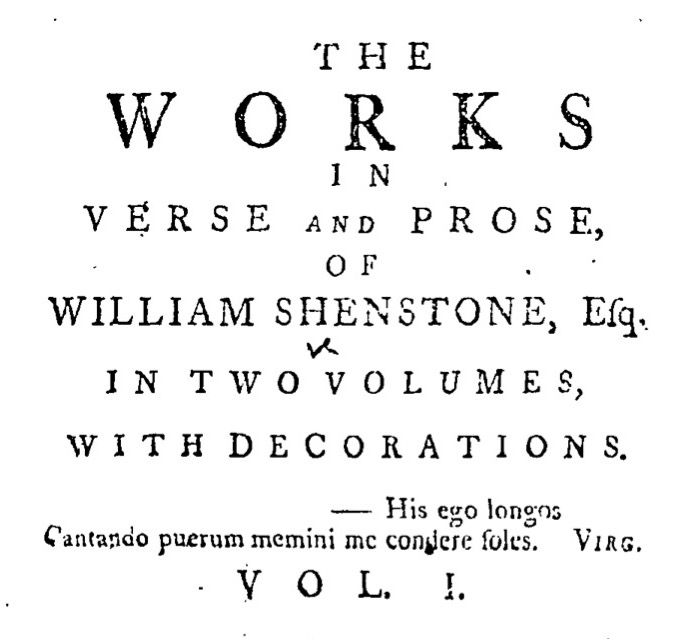 THE
WORKS
IN
VERSE AND PROSE,
OF
WILLIAM SHENSTONE, Eſq.
IN TWO VOLUMES,
WITH DECORATIONS.
— His ego longos
Cantando puerum memini me condere ſoles. VIRG.
VOL. I.